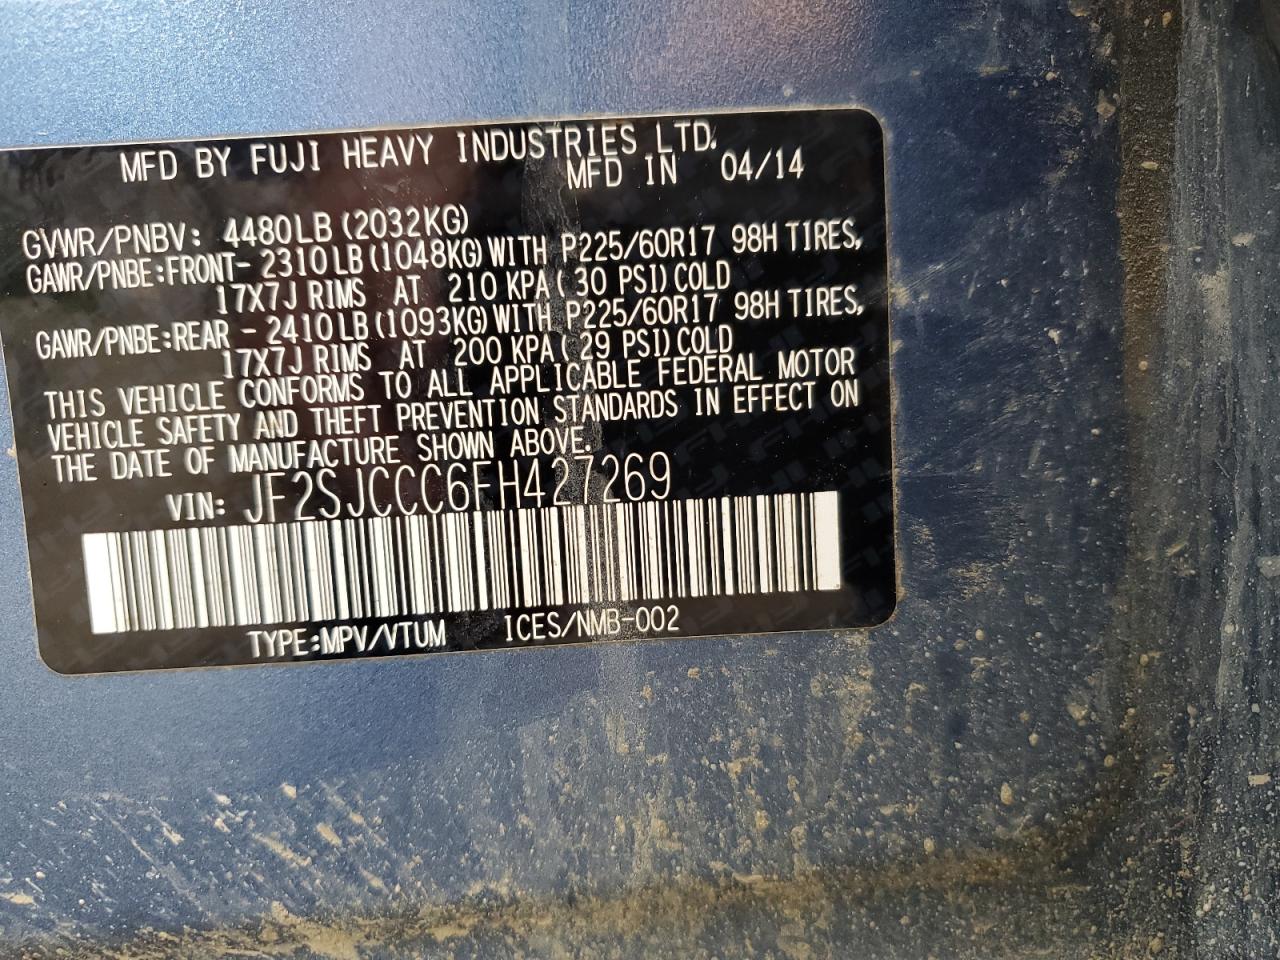 MFD BY FUJI HEAVY INDUSTRIES LTD.
MFD IN 04/14
GVWR/PNBV: 4480LB (2032KG)
GAWR/PNBE:FRONT- 2310LB(1048KG)WITH P225/60R17 98H TIRES,
17X7J RIMS AT 210 KPA( 30 PSI)COLD
GAWR/PNBE:REAR - 2410LB(1093KG)WITH P225/60R17 98H TIRES,
17X7J RIMS AT 200 KPA( 29 PSI)COLD
THIS VEHICLE CONFORMS TO ALL APPLICABLE FEDERAL MOTOR
VEHICLE SAFETY AND THEFT PREVENTION STANDARDS IN EFFECT ON
THE DATE OF MANUFACTURE SHOWN ABOVE.
VIN: JF2SJCCC6FH427269
TYPE:MPV/VTUM ICES/NMB-002